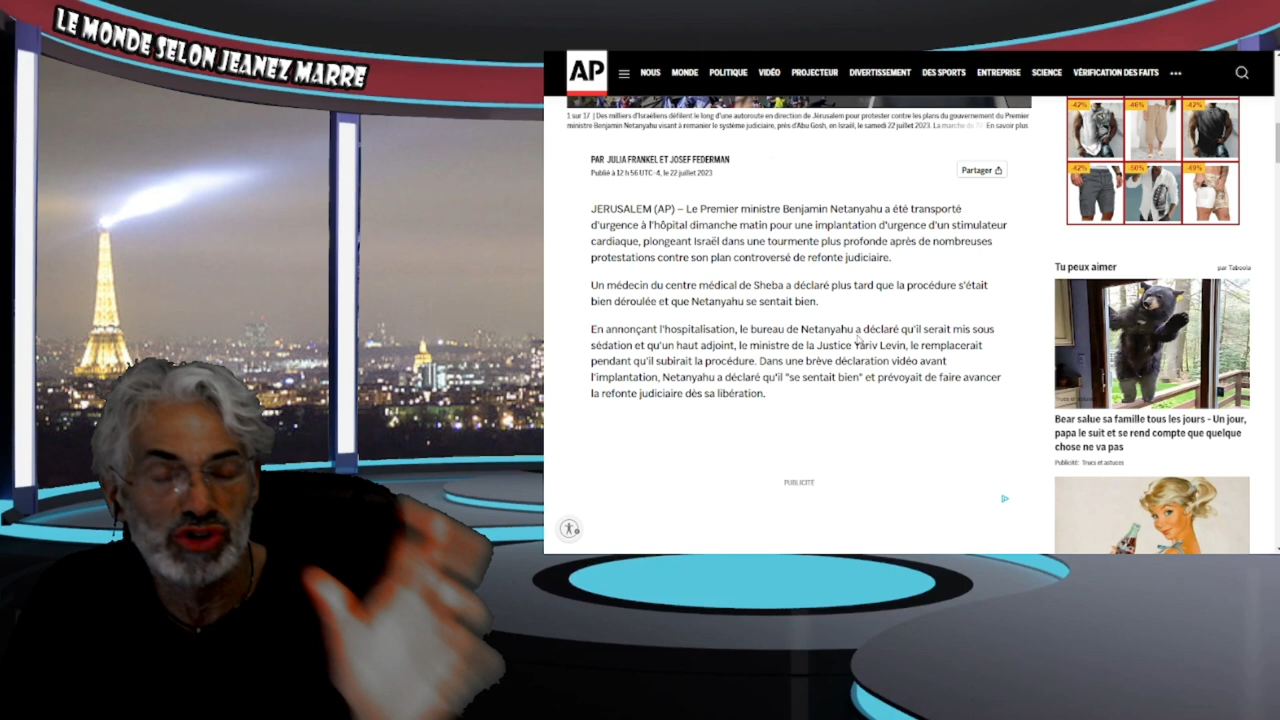 LE MONDE SELON JEANEZ MARRE
AP
NOUS MONDE POLITIQUE VIDÉO PROJECTEUR DIVERTISSEMENT DES SPORTS ENTREPRISE SCIENCE VÉRIFICATION DES FAITS
1 sur 17 | Des milliers d'Israéliens défilent le long d'une autoroute en direction de Jérusalem pour protester contre les plans du gouvernement du Premier
ministre Benjamin Netanyahu visant à remanier le système judiciaire, près d'Abu Gosh, en Israël, le samedi 22 juillet 2023. La marche de En savoir plus
PAR JULIA FRANKEL ET JOSEF FEDERMAN
Publié à 12 h 56 UTC-4, le 22 juillet 2023
Partager
JERUSALEM (AP) – Le Premier ministre Benjamin Netanyahu a été transporté
d'urgence à l'hôpital dimanche matin pour une implantation d'urgence d'un stimulateur
cardiaque, plongeant Israël dans une tourmente plus profonde après de nombreuses
protestations contre son plan controversé de refonte judiciaire.
Un médecin du centre médical de Sheba a déclaré plus tard que la procédure s'était
bien déroulée et que Netanyahu se sentait bien.
En annonçant l'hospitalisation, le bureau de Netanyahu a déclaré qu'il serait mis sous
sédation et qu'un haut adjoint, le ministre de la Justice Yariv Levin, le remplacerait
pendant qu'il subirait la procédure. Dans une brève déclaration vidéo avant
l'implantation, Netanyahu a déclaré qu'il "se sentait bien" et prévoyait de faire avancer
la refonte judiciaire dès sa libération.
PUBLICITÉ
-42% -46% -42%
-42% -50% -49%
Tu peux aimer
par Taboola
Bear salue sa famille tous les jours - Un jour,
papa le suit et se rend compte que quelque
chose ne va pas
Publicité: Trucs et astuces